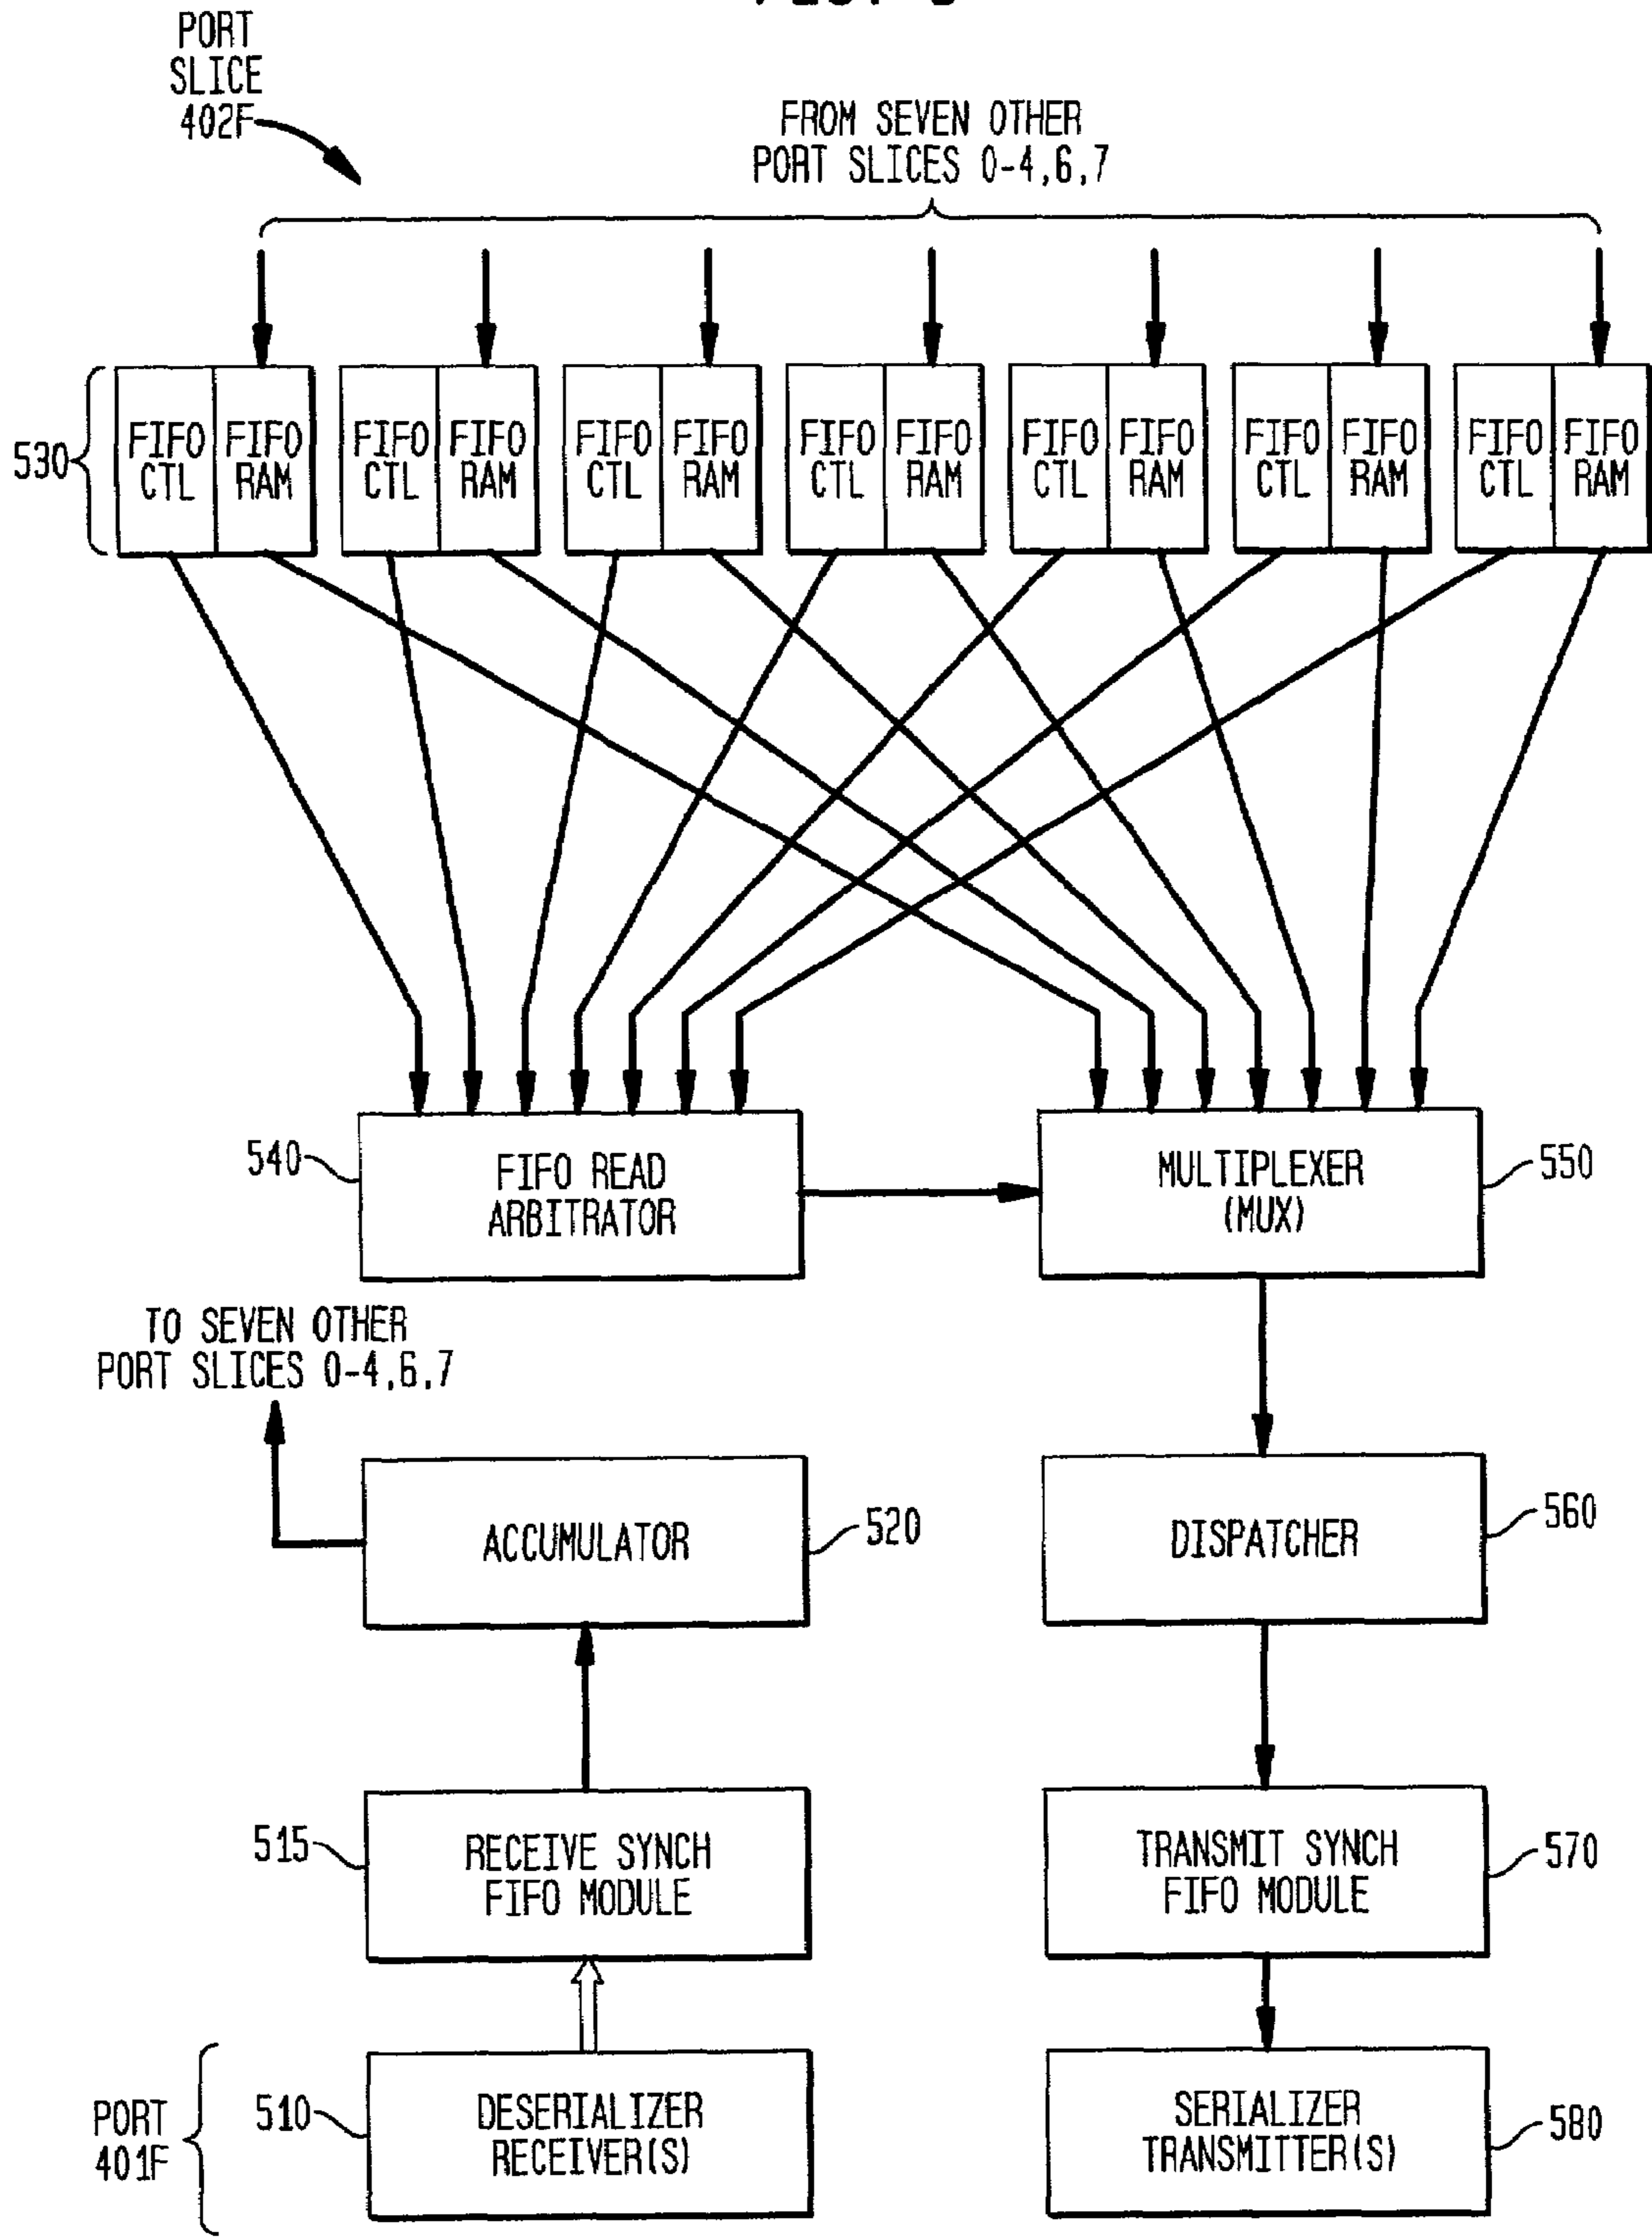 PORT
SLICE
402F
FROM SEVEN OTHER
PORT SLICES 0-4,6,7
530
FIFO CTL
FIFO RAM
FIFO CTL
FIFO RAM
FIFO CTL
FIFO RAM
FIFO CTL
FIFO RAM
FIFO CTL
FIFO RAM
FIFO CTL
FIFO RAM
FIFO CTL
FIFO RAM
540
FIFO READ
ARBITRATOR
MULTIPLEXER
(MUX)
550
TO SEVEN OTHER
PORT SLICES 0-4,6,7
ACCUMULATOR
520
DISPATCHER
560
515
RECEIVE SYNCH
FIFO MODULE
TRANSMIT SYNCH
FIFO MODULE
570
PORT
401F
510
DESERIALIZER
RECEIVER(S)
SERIALIZER
TRANSMITTER(S)
580